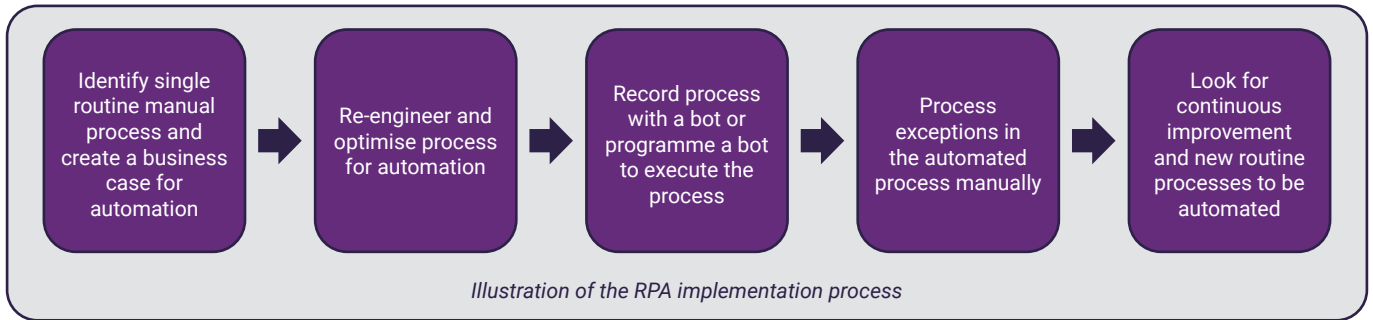 Identify single
routine manual
process and
create a business
case for
automation
Re-engineer and
optimise process
for automation
Record process
with a bot or
programme a bot
to execute the
process
Process
exceptions in
the automated
process manually
Look for
continuous
improvement
and new routine
processes to be
automated
Illustration of the RPA implementation process